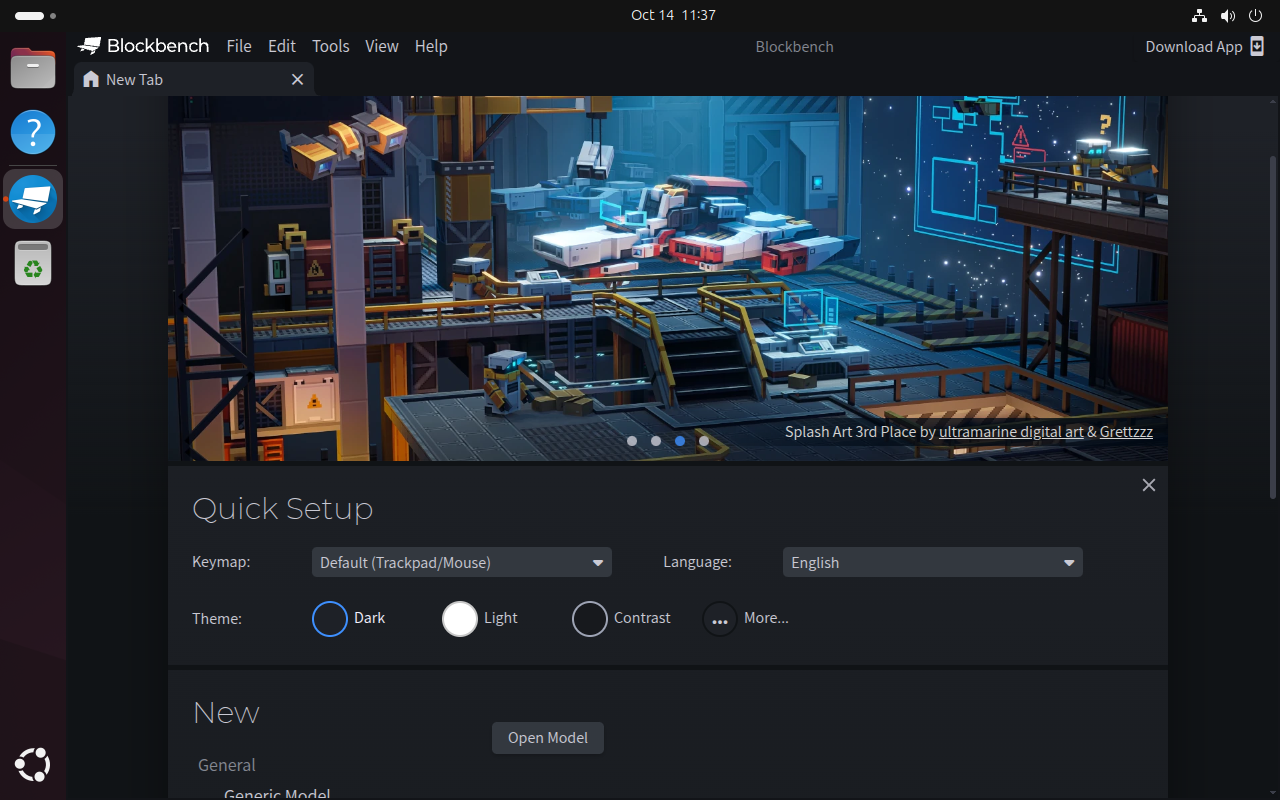 Oct 14 11:37
Blockbench File Edit Tools View Help Blockbench Download App
New Tab
Splash Art 3rd Place by ultramarine digital art & Grettzzz
Quick Setup
Keymap: Default (Trackpad/Mouse) Language: English
Theme: Dark Light Contrast More...
New
Open Model
General
Generic Model